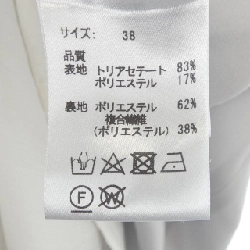 サイズ: 38
品質
表地 トリアセテート 83%
ポリエステル 17%
裏地 ポリエステル 62%
複合繊維
(ポリエステル) 38%
F W